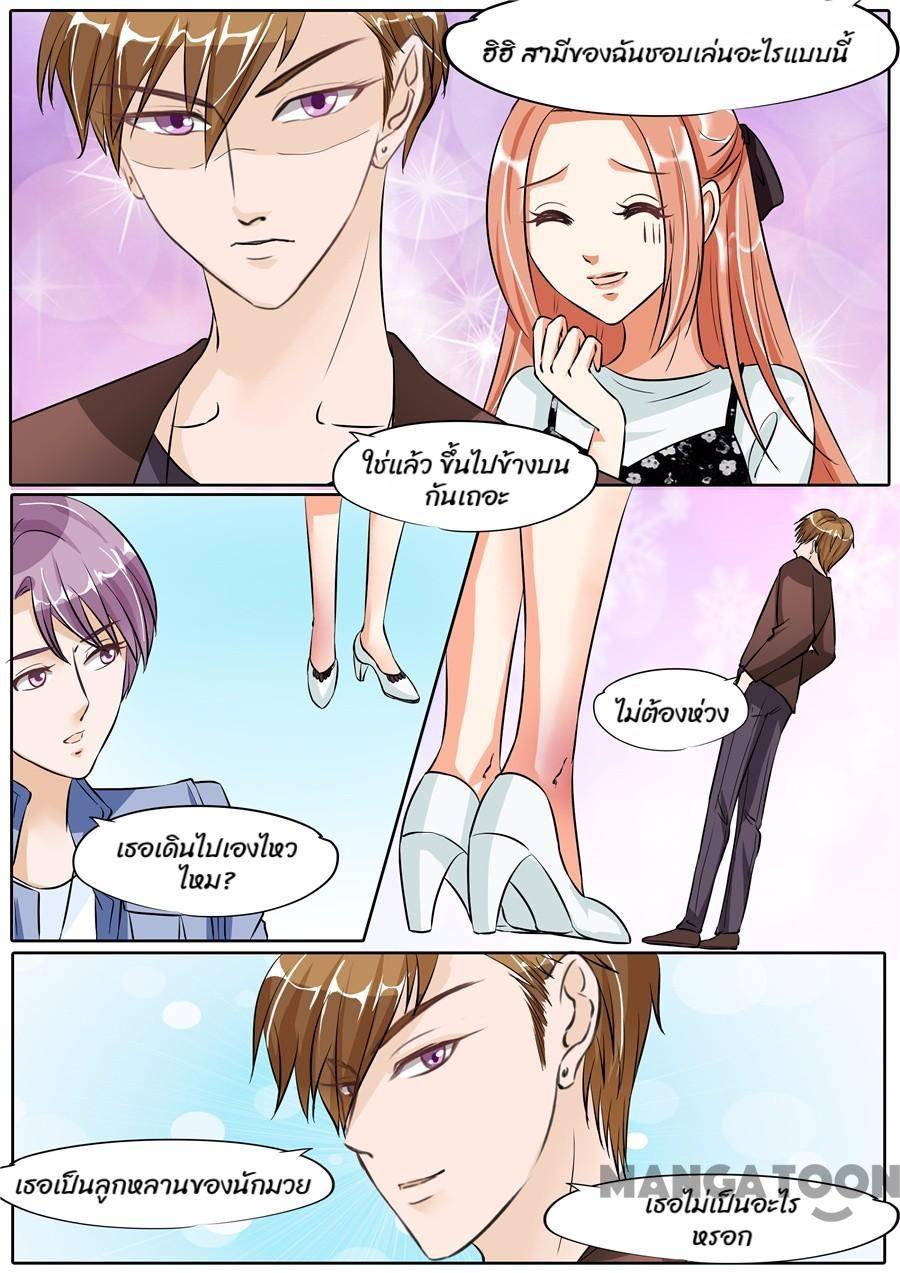 ฮิฮิ สามีของฉันชอบเล่นอะไรแบบนี้
ใช่แล้ว ขึ้นไปข้างบน
กันเถอะ
ไม่ต้องห่วง
เธอเดินไปเองไหว
ไหม?
เธอเป็นลูกหลานของนักมวย
MANGATOON
เธอไม่เป็นอะไร
หรอก